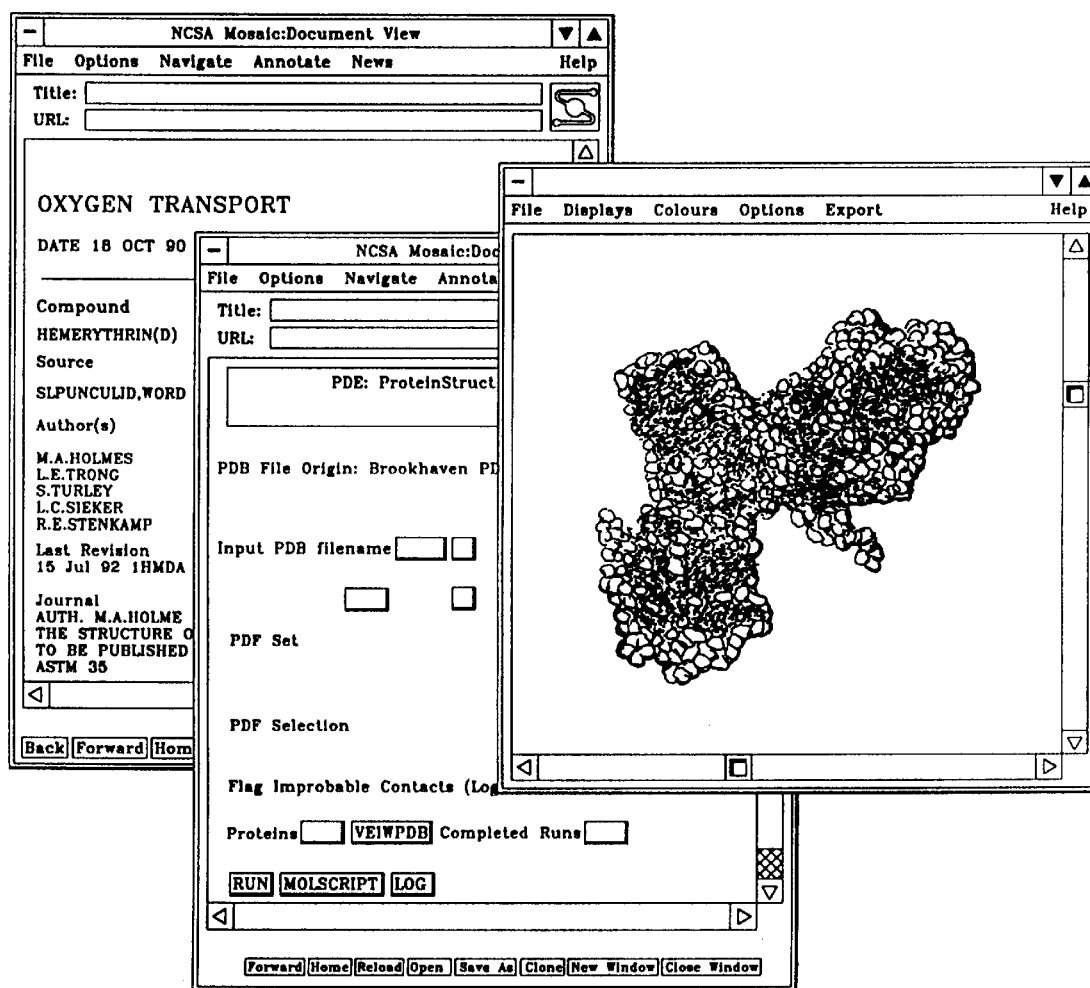 NCSA Mosaic:Document View
File Options Navigate Annotate News Help
Title:
URL:
OXYGEN TRANSPORT
DATE 18 OCT 90
Compound
HEMERYTHRIN(D)
Source
SLPUNCULID,WORD
Author(s)
M.A.HOLMES
L.E.TRONG
S.TURLEY
L.C.SIEKER
R.E.STENKAMP
Last Revision
15 Jul 92 1HMDA
Journal
AUTH. M.A.HOLME
THE STRUCTURE O
TO BE PUBLISHED
ASTM 35
Back Forward Hom
NCSA Mosaic:Doc
File Options Navigate Annota
Title:
URL:
PDE: ProteinStruct
PDB File Origin: Brookhaven PD
Input PDB filename
PDF Set
PDF Selection
Flag Improbable Contacts (Log
Proteins VEIWPDB Completed Runs
RUN MOLSCRIPT LOG
Forward Home Reload Open Save As Clone New Window Close Window
File Displays Colours Options Export Help